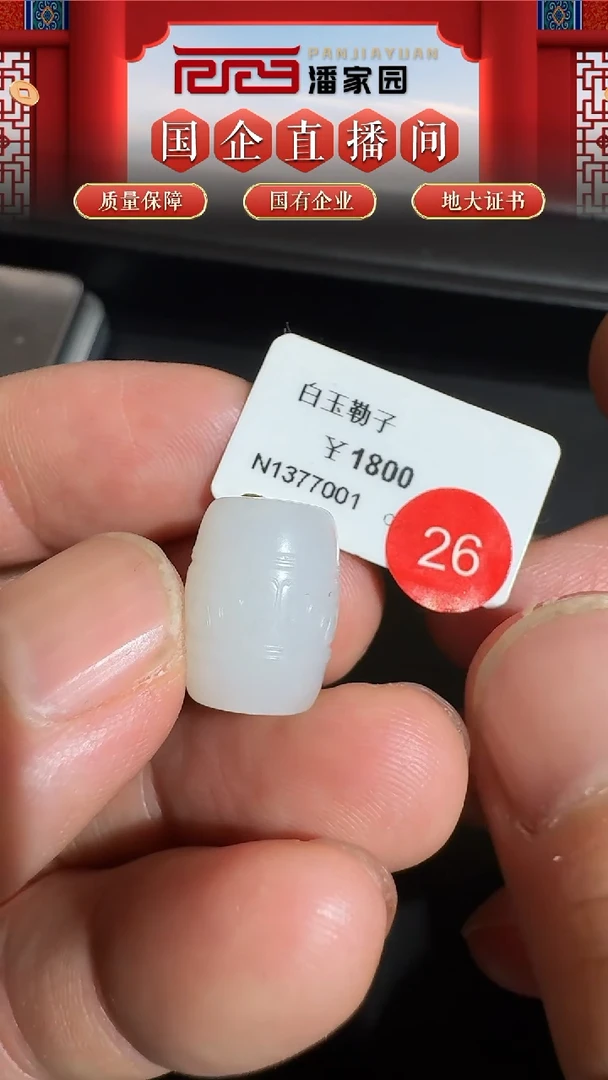 PANJIAYUAN
潘家园
国企直播间
质量保障
国有企业
地大证书
白玉勒子
￥1800
N1377001
26